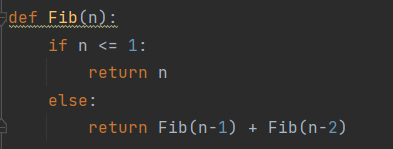 def Fib(n):
    if n <= 1:
        return n
    else:
        return Fib(n-1) + Fib(n-2)